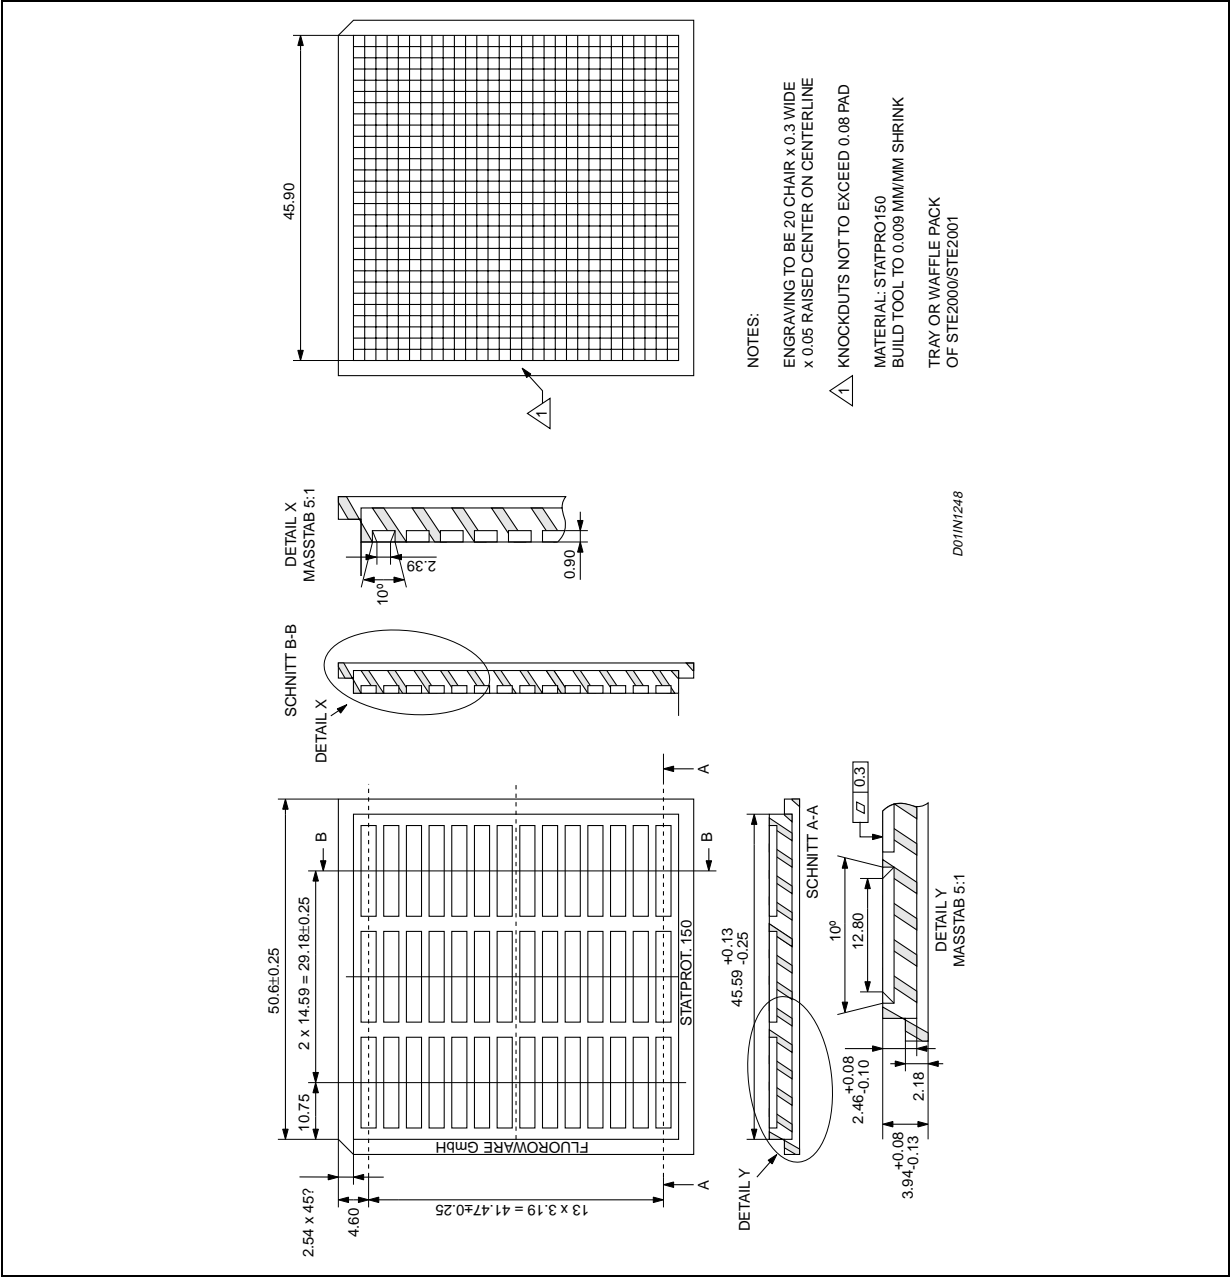 45.90
NOTES:
ENGRAVING TO BE 20 CHAIR x 0.3 WIDE
x 0.05 RAISED CENTER ON CENTERLINE
1 KNOCKDUTS NOT TO EXCEED 0.08 PAD
MATERIAL: STATPRO150
BUILD TOOL TO 0.009 MM/MM SHRINK
TRAY OR WAFFLE PACK
OF STE2000/STE2001
1
DETAIL X
MASSTAB 5:1
2.39
10º
0.90
D01IN1248
SCHNITT B-B
DETAIL X
50.6±0.25
2 x 14.59 = 29.18±0.25
10.75
B
B
A
A
STATPROT. 150
FLUOROWARE GmbH
2.54 x 45?
4.60
13 x 3.19 = 41.47±0.25
45.59 +0.13 -0.25
SCHNITT A-A
DETAIL Y
0.3
10º
12.80
DETAIL Y
MASSTAB 5:1
2.46 +0.08 -0.10
2.18
3.94 +0.08 -0.13